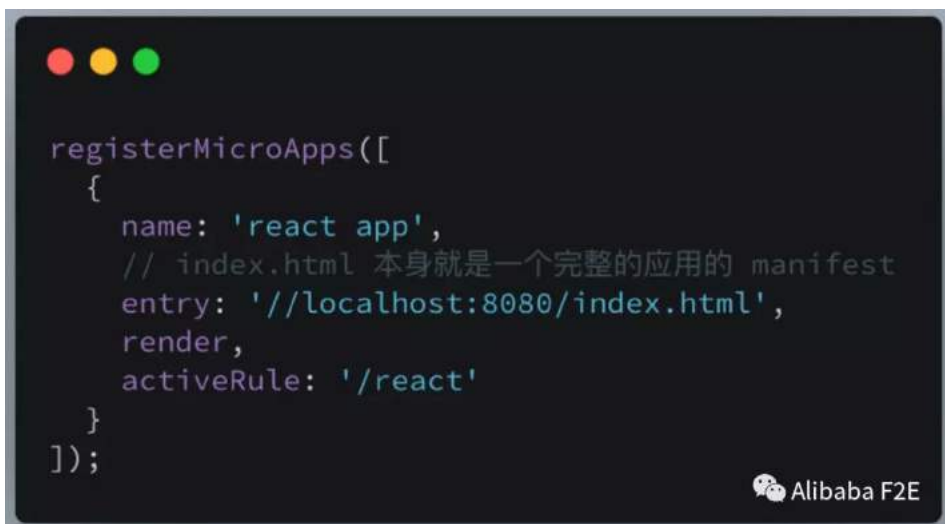 registerMicroApps([
  {
    name: 'react app',
    // index.html 本身就是一个完整的应用的 manifest
    entry: '//localhost:8080/index.html',
    render,
    activeRule: '/react'
  }
]);
Alibaba F2E